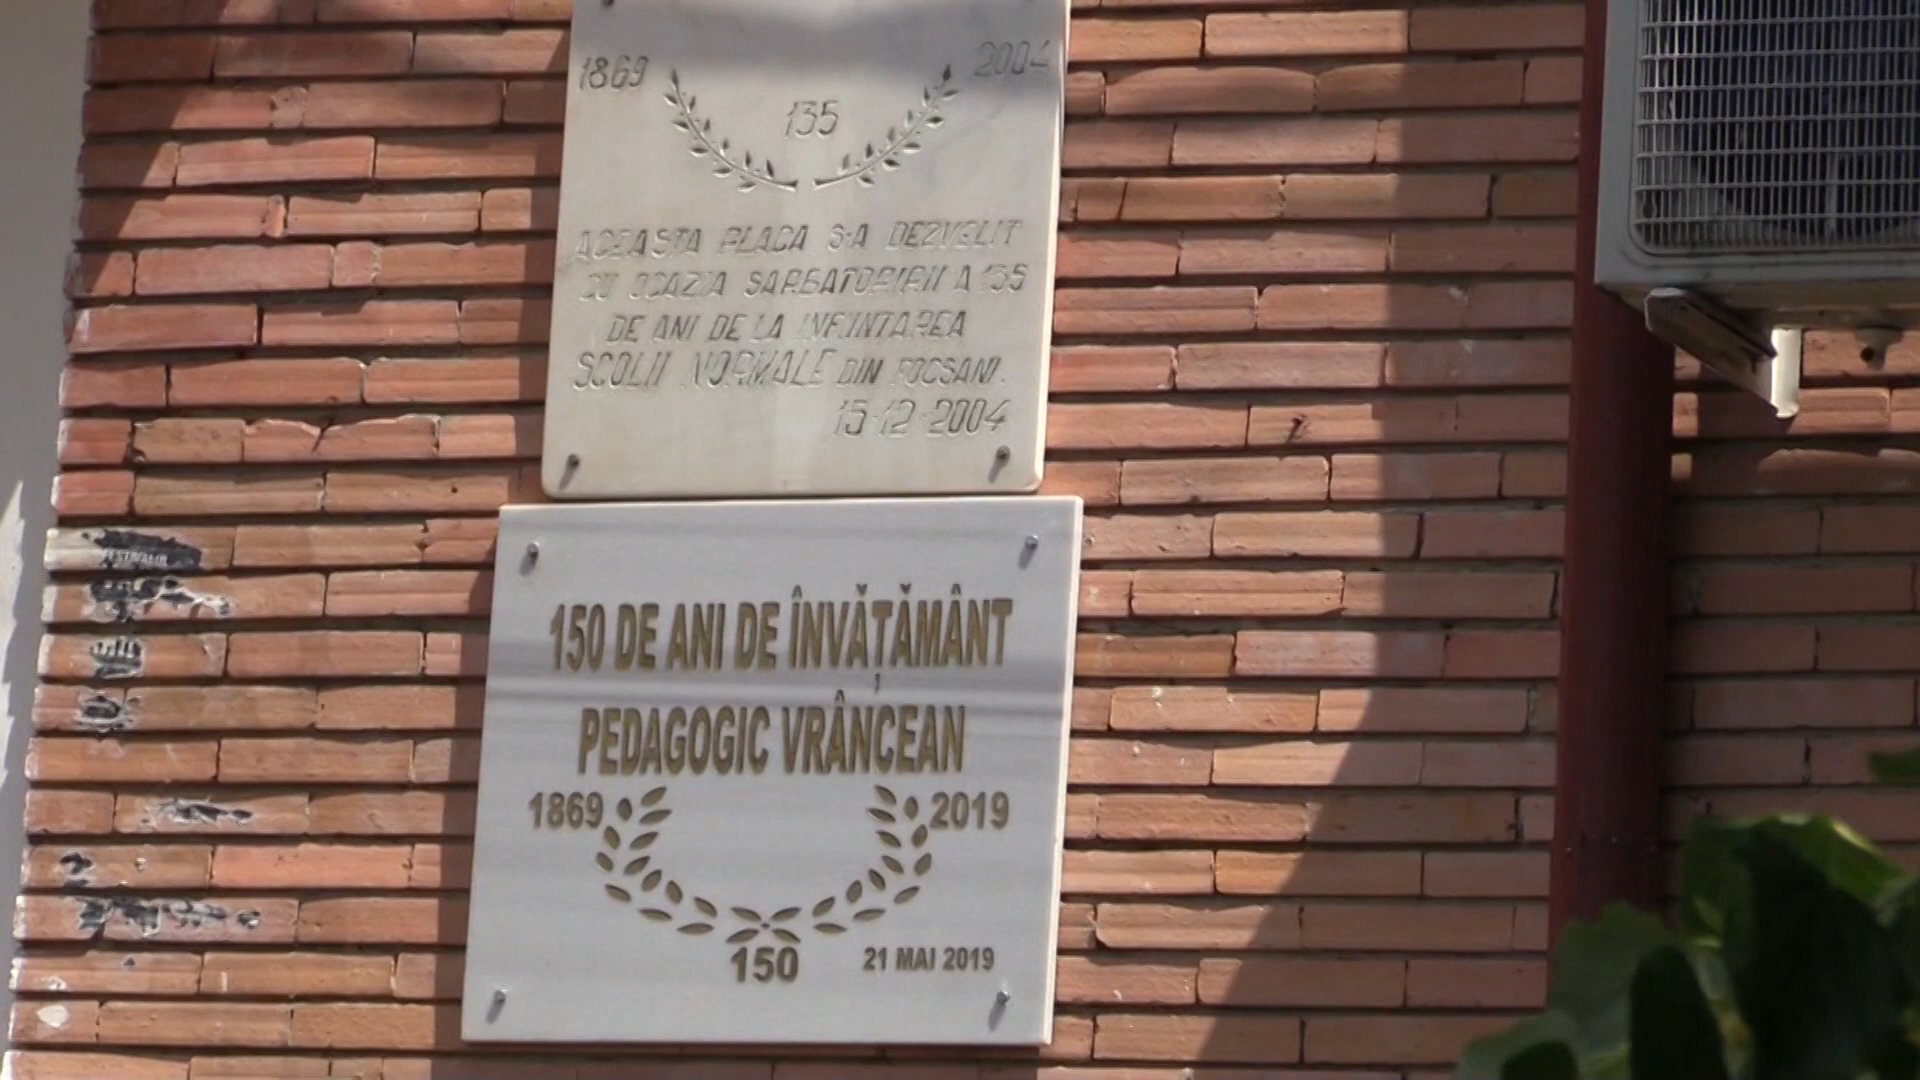 1869 2004
135
ACEASTA PLACA S-A DEZVELIT
CU OCAZIA SARBATORIRII A 135
DE ANI DE LA INFIINTAREA
SCOLII NORMALE DIN FOCSANI.
15-12-2004
150 DE ANI DE ÎNVĂȚĂMÂNT
PEDAGOGIC VRÂNCEAN
1869 2019
150 21 MAI 2019
FESTIVALUL